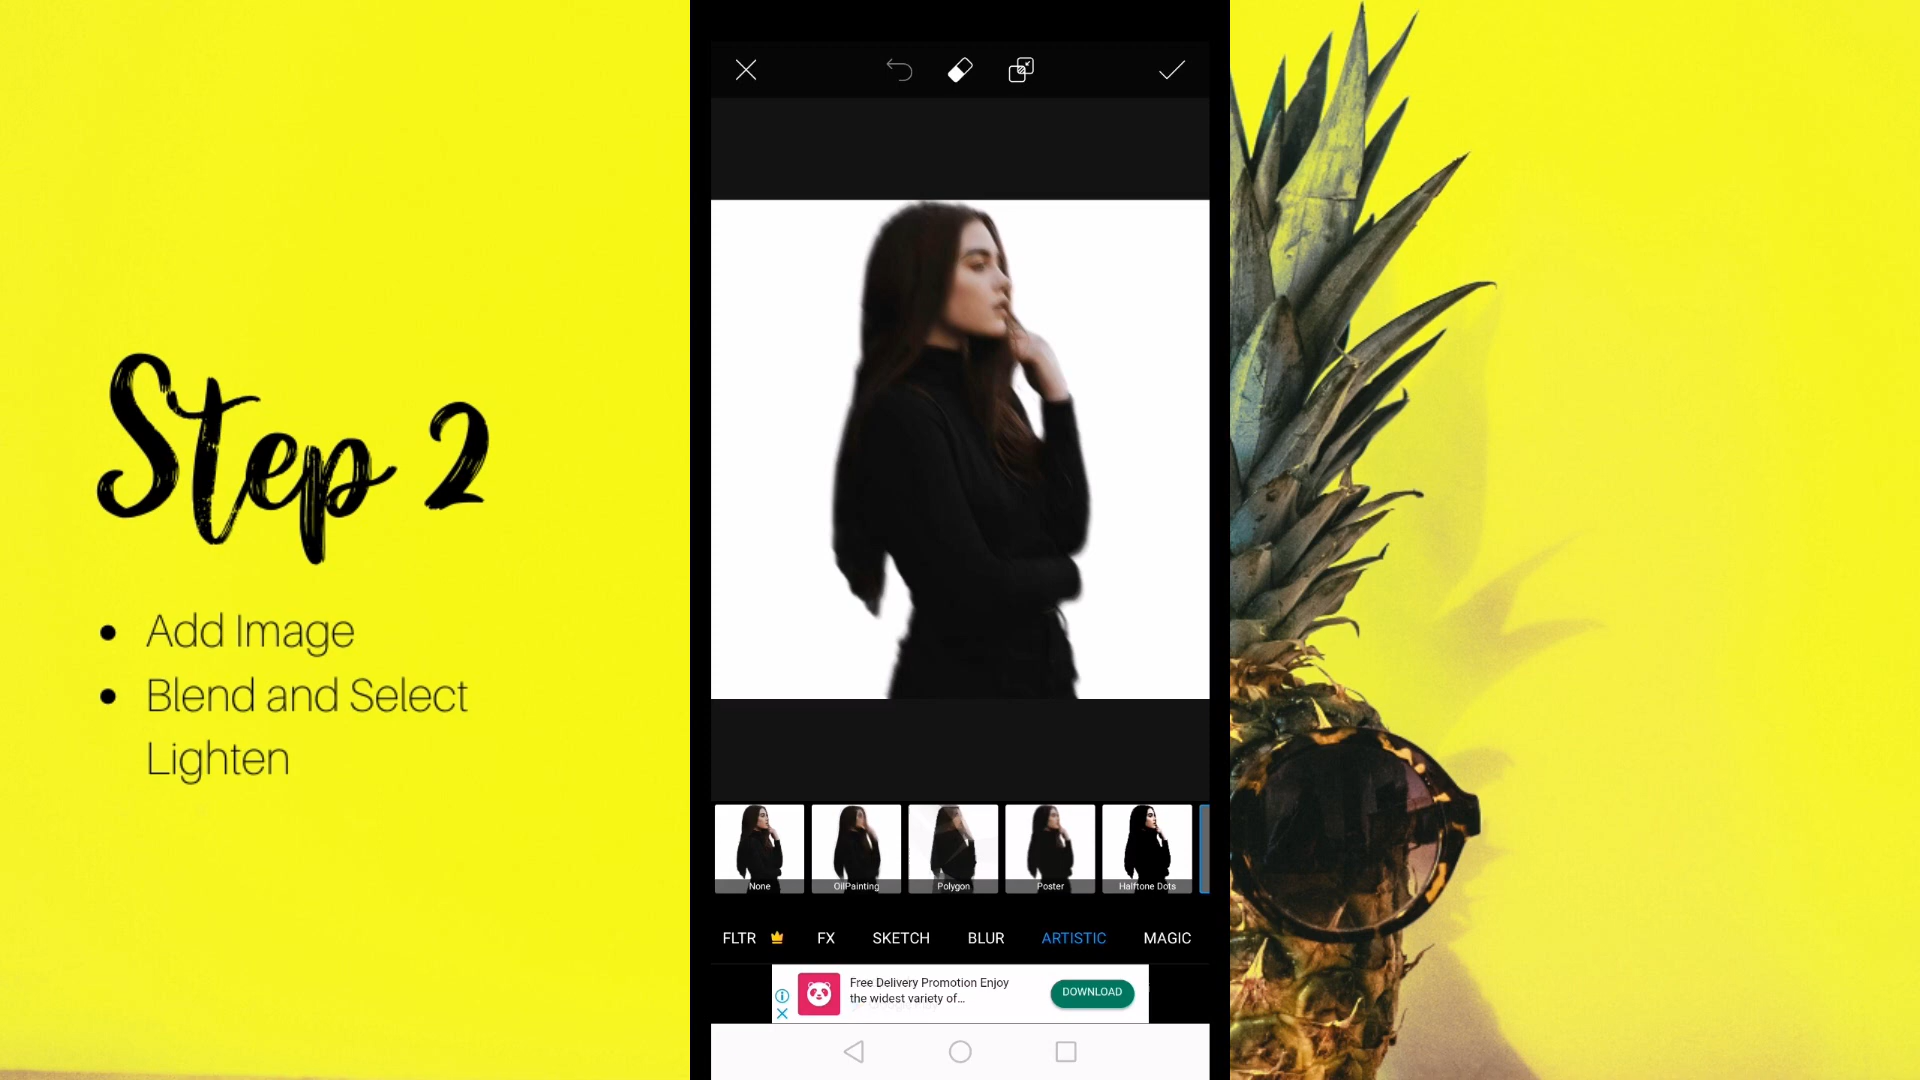 Step 2
Add Image
Blend and Select
Lighten
None
OilPainting
Polygon
Poster
Halftone Dots
FLTR
FX
SKETCH
BLUR
ARTISTIC
MAGIC
Free Delivery Promotion Enjoy
the widest variety of...
DOWNLOAD